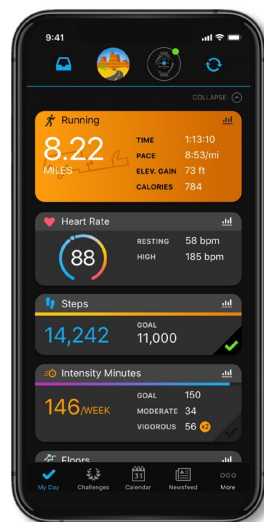 9:41
COLLAPSE
Running
8.22
MILES
TIME 1:13:10
PACE 8:53/mi
ELEV. GAIN 73 ft
CALORIES 784
Heart Rate
88
RESTING 58 bpm
HIGH 185 bpm
Steps
14,242
GOAL
11,000
Intensity Minutes
146/WEEK
GOAL 150
MODERATE 34
VIGOROUS 56 x2
Floors
My Day
31
Challenges
Calendar
Newsfeed
More